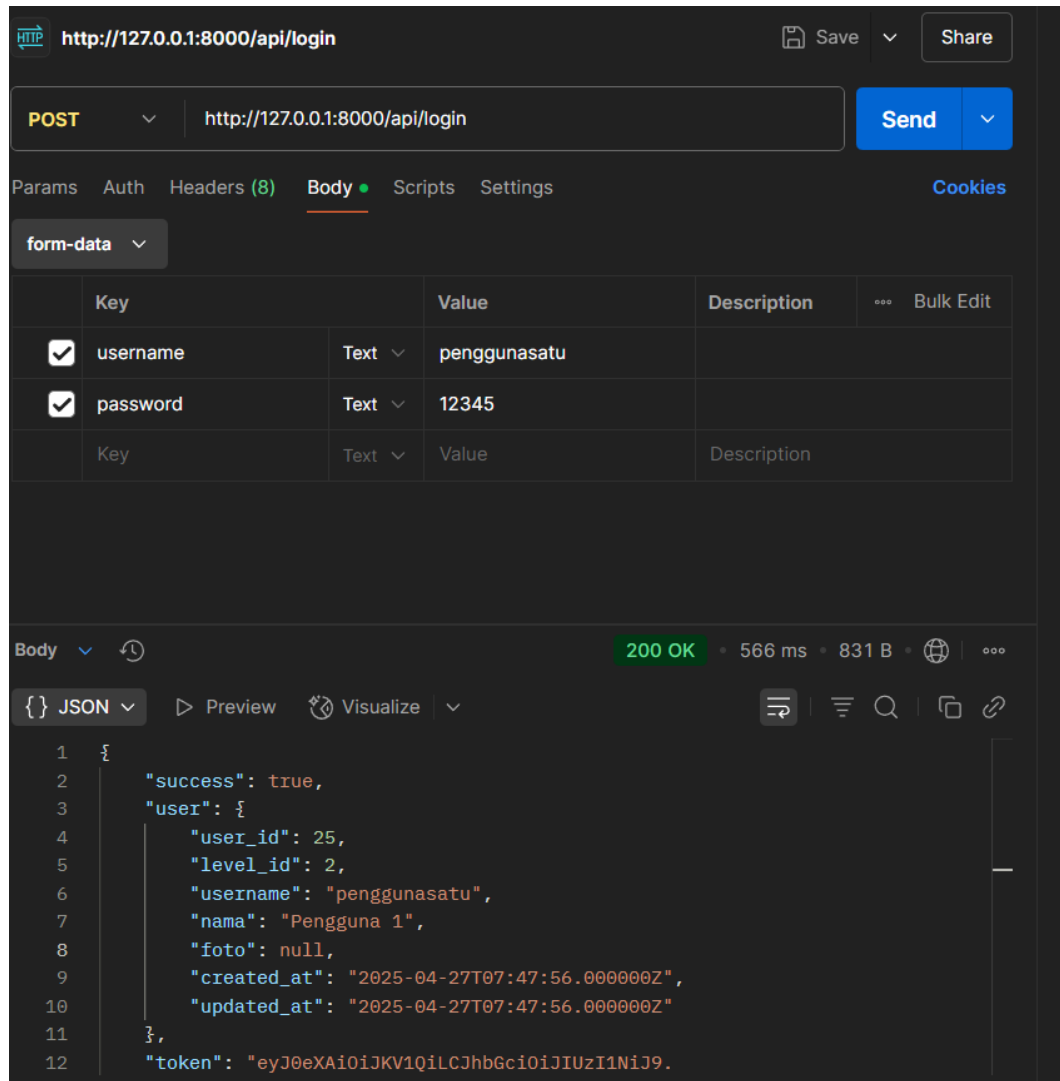 HTTP http://127.0.0.1:8000/api/login Save Share
POST http://127.0.0.1:8000/api/login Send
Params Auth Headers (8) Body Scripts Settings Cookies
form-data
Key Value Description Bulk Edit
username Text penggunasatu
password Text 12345
Key Text Value Description
Body 200 OK • 566 ms • 831 B •
{} JSON Preview Visualize
1 {
2 "success": true,
3 "user": {
4 "user_id": 25,
5 "level_id": 2,
6 "username": "penggunasatu",
7 "nama": "Pengguna 1",
8 "foto": null,
9 "created_at": "2025-04-27T07:47:56.000000Z",
10 "updated_at": "2025-04-27T07:47:56.000000Z"
11 },
12 "token": "eyJ0eXAiOiJKV1QiLCJhbGciOiJIUzI1NiJ9.